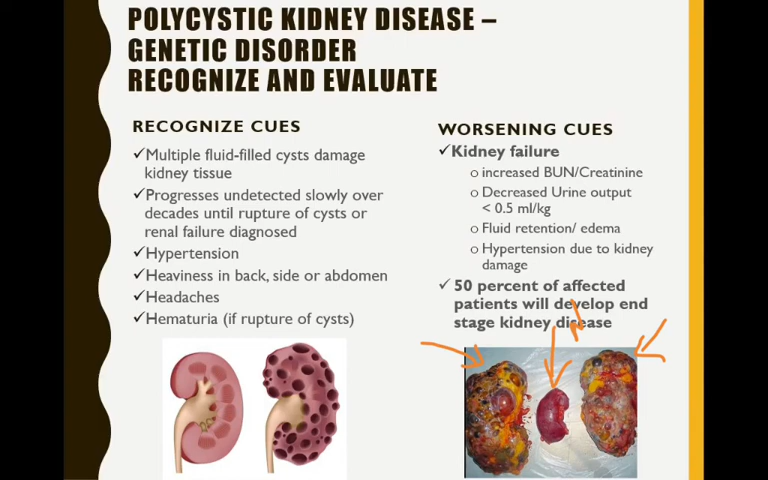 POLYCYSTIC KIDNEY DISEASE –
GENETIC DISORDER
RECOGNIZE AND EVALUATE
RECOGNIZE CUES
✓Multiple fluid-filled cysts damage
kidney tissue
✓Progresses undetected slowly over
decades until rupture of cysts or
renal failure diagnosed
✓Hypertension
✓Heaviness in back, side or abdomen
✓Headaches
✓Hematuria (if rupture of cysts)
WORSENING CUES
✓Kidney failure
o increased BUN/Creatinine
o Decreased Urine output
< 0.5 ml/kg
o Fluid retention/ edema
o Hypertension due to kidney
damage
✓ 50 percent of affected
patients will develop end
stage kidney disease
N